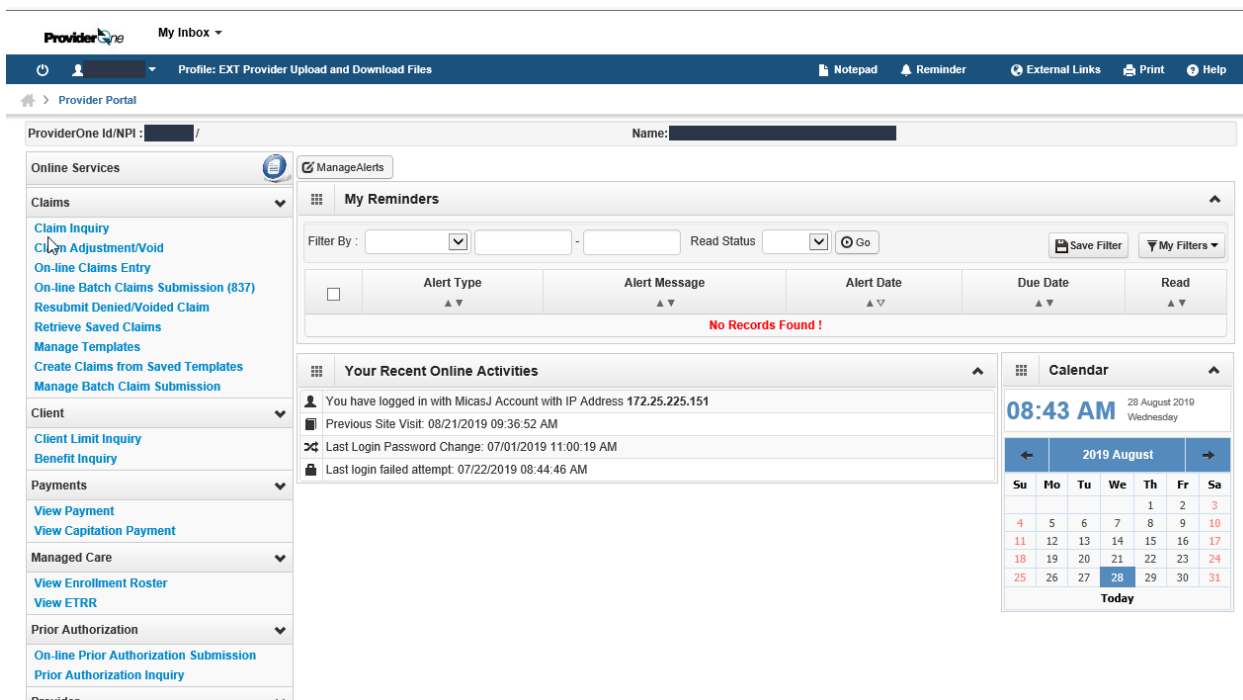 ProviderOne My Inbox
Profile: EXT Provider Upload and Download Files Notepad Reminder External Links Print Help
> Provider Portal
ProviderOne Id/NPI : / Name:
Online Services
Claims
Claim Inquiry
Claim Adjustment/Void
On-line Claims Entry
On-line Batch Claims Submission (837)
Resubmit Denied/Voided Claim
Retrieve Saved Claims
Manage Templates
Create Claims from Saved Templates
Manage Batch Claim Submission
Client
Client Limit Inquiry
Benefit Inquiry
Payments
View Payment
View Capitation Payment
Managed Care
View Enrollment Roster
View ETRR
Prior Authorization
On-line Prior Authorization Submission
Prior Authorization Inquiry
Provider
ManageAlerts
My Reminders
Filter By : - Read Status Go Save Filter My Filters
Alert Type Alert Message Alert Date Due Date Read
No Records Found !
Your Recent Online Activities
You have logged in with MicasJ Account with IP Address 172.25.225.151
Previous Site Visit: 08/21/2019 09:36:52 AM
Last Login Password Change: 07/01/2019 11:00:19 AM
Last login failed attempt: 07/22/2019 08:44:46 AM
Calendar
08:43 AM 28 August 2019
Wednesday
2019 August
Su Mo Tu We Th Fr Sa
1 2 3
4 5 6 7 8 9 10
11 12 13 14 15 16 17
18 19 20 21 22 23 24
25 26 27 28 29 30 31
Today